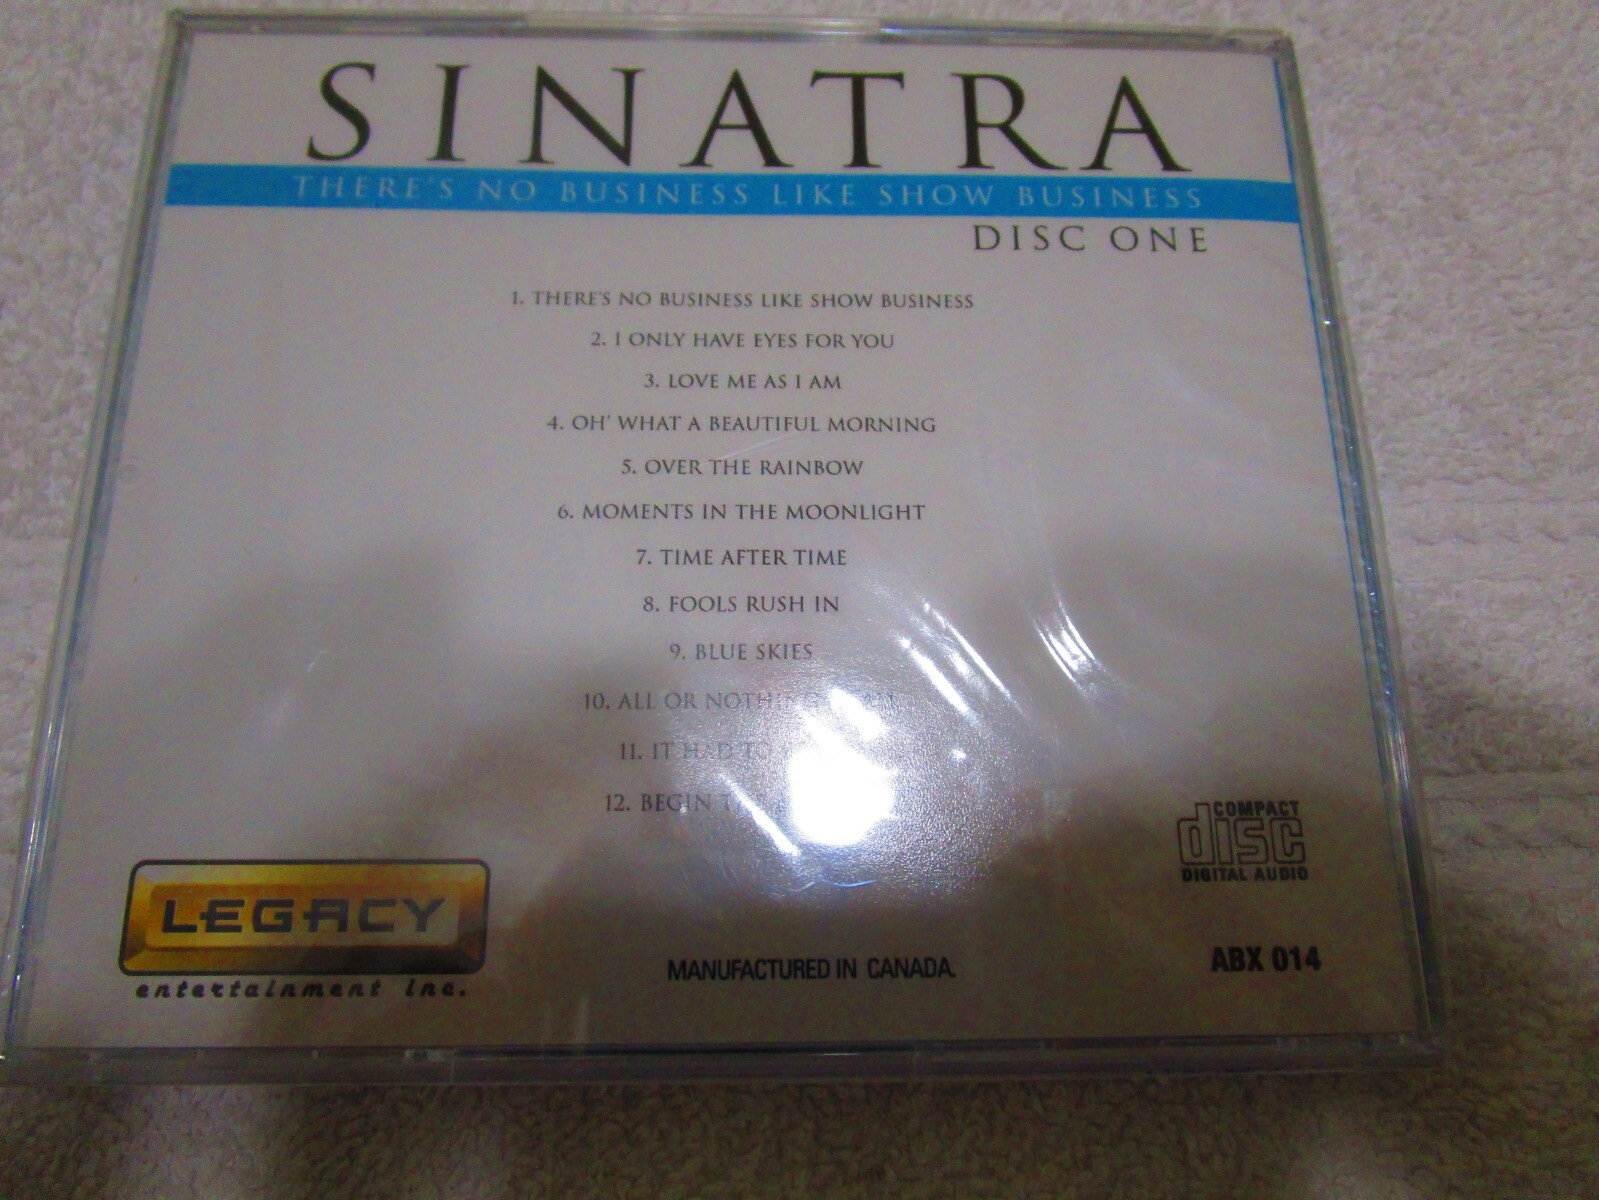 SINATRA
THERE'S NO BUSINESS LIKE SHOW BUSINESS
DISC ONE
1. THERE'S NO BUSINESS LIKE SHOW BUSINESS
2. I ONLY HAVE EYES FOR YOU
3. LOVE ME AS I AM
4. OH' WHAT A BEAUTIFUL MORNING
5. OVER THE RAINBOW
6. MOMENTS IN THE MOONLIGHT
7. TIME AFTER TIME
8. FOOLS RUSH IN
9. BLUE SKIES
10. ALL OR NOTHING
11. IT HAD TO
12. BEGIN
LEGACY
entertainment inc.
MANUFACTURED IN CANADA.
COMPACT
disc
DIGITAL AUDIO
ABX 014